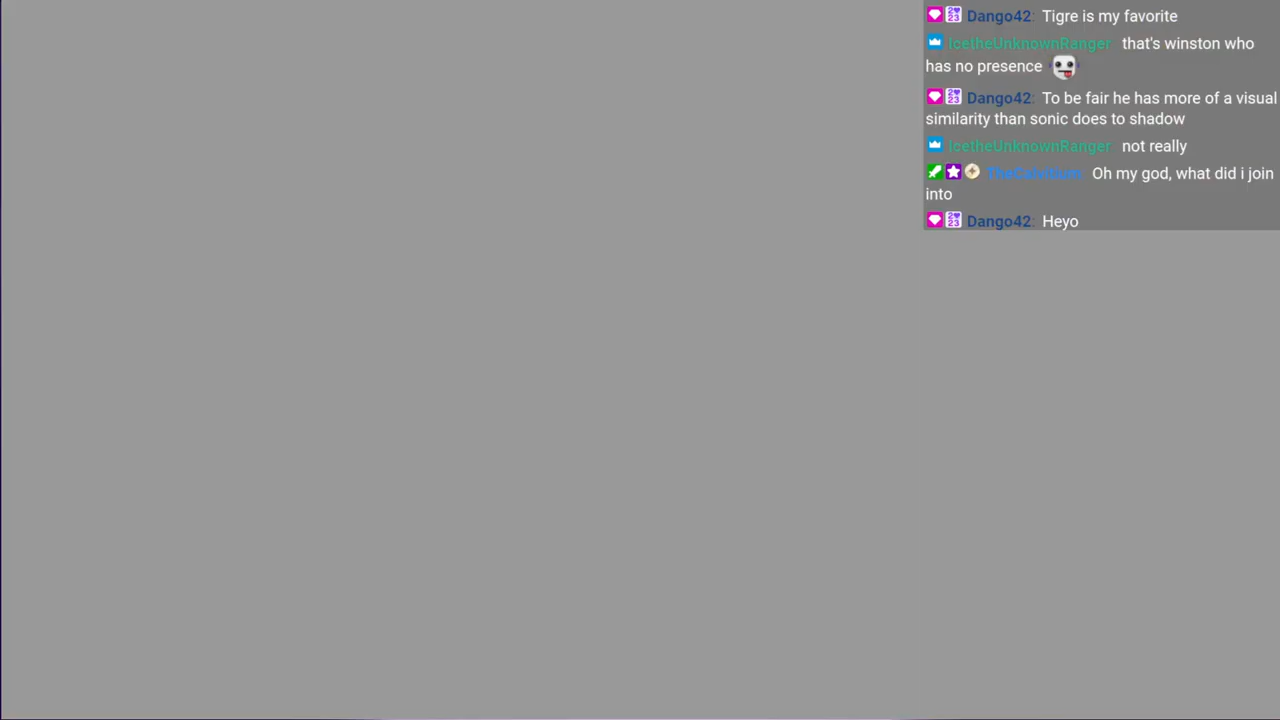 Dango42: Tigre is my favorite
IcetheUnknownRanger that's winston who
has no presence
Dango42: To be fair he has more of a visual
similarity than sonic does to shadow
IcetheUnknownRanger not really
Oh my god, what did i join
into
Dango42: Heyo